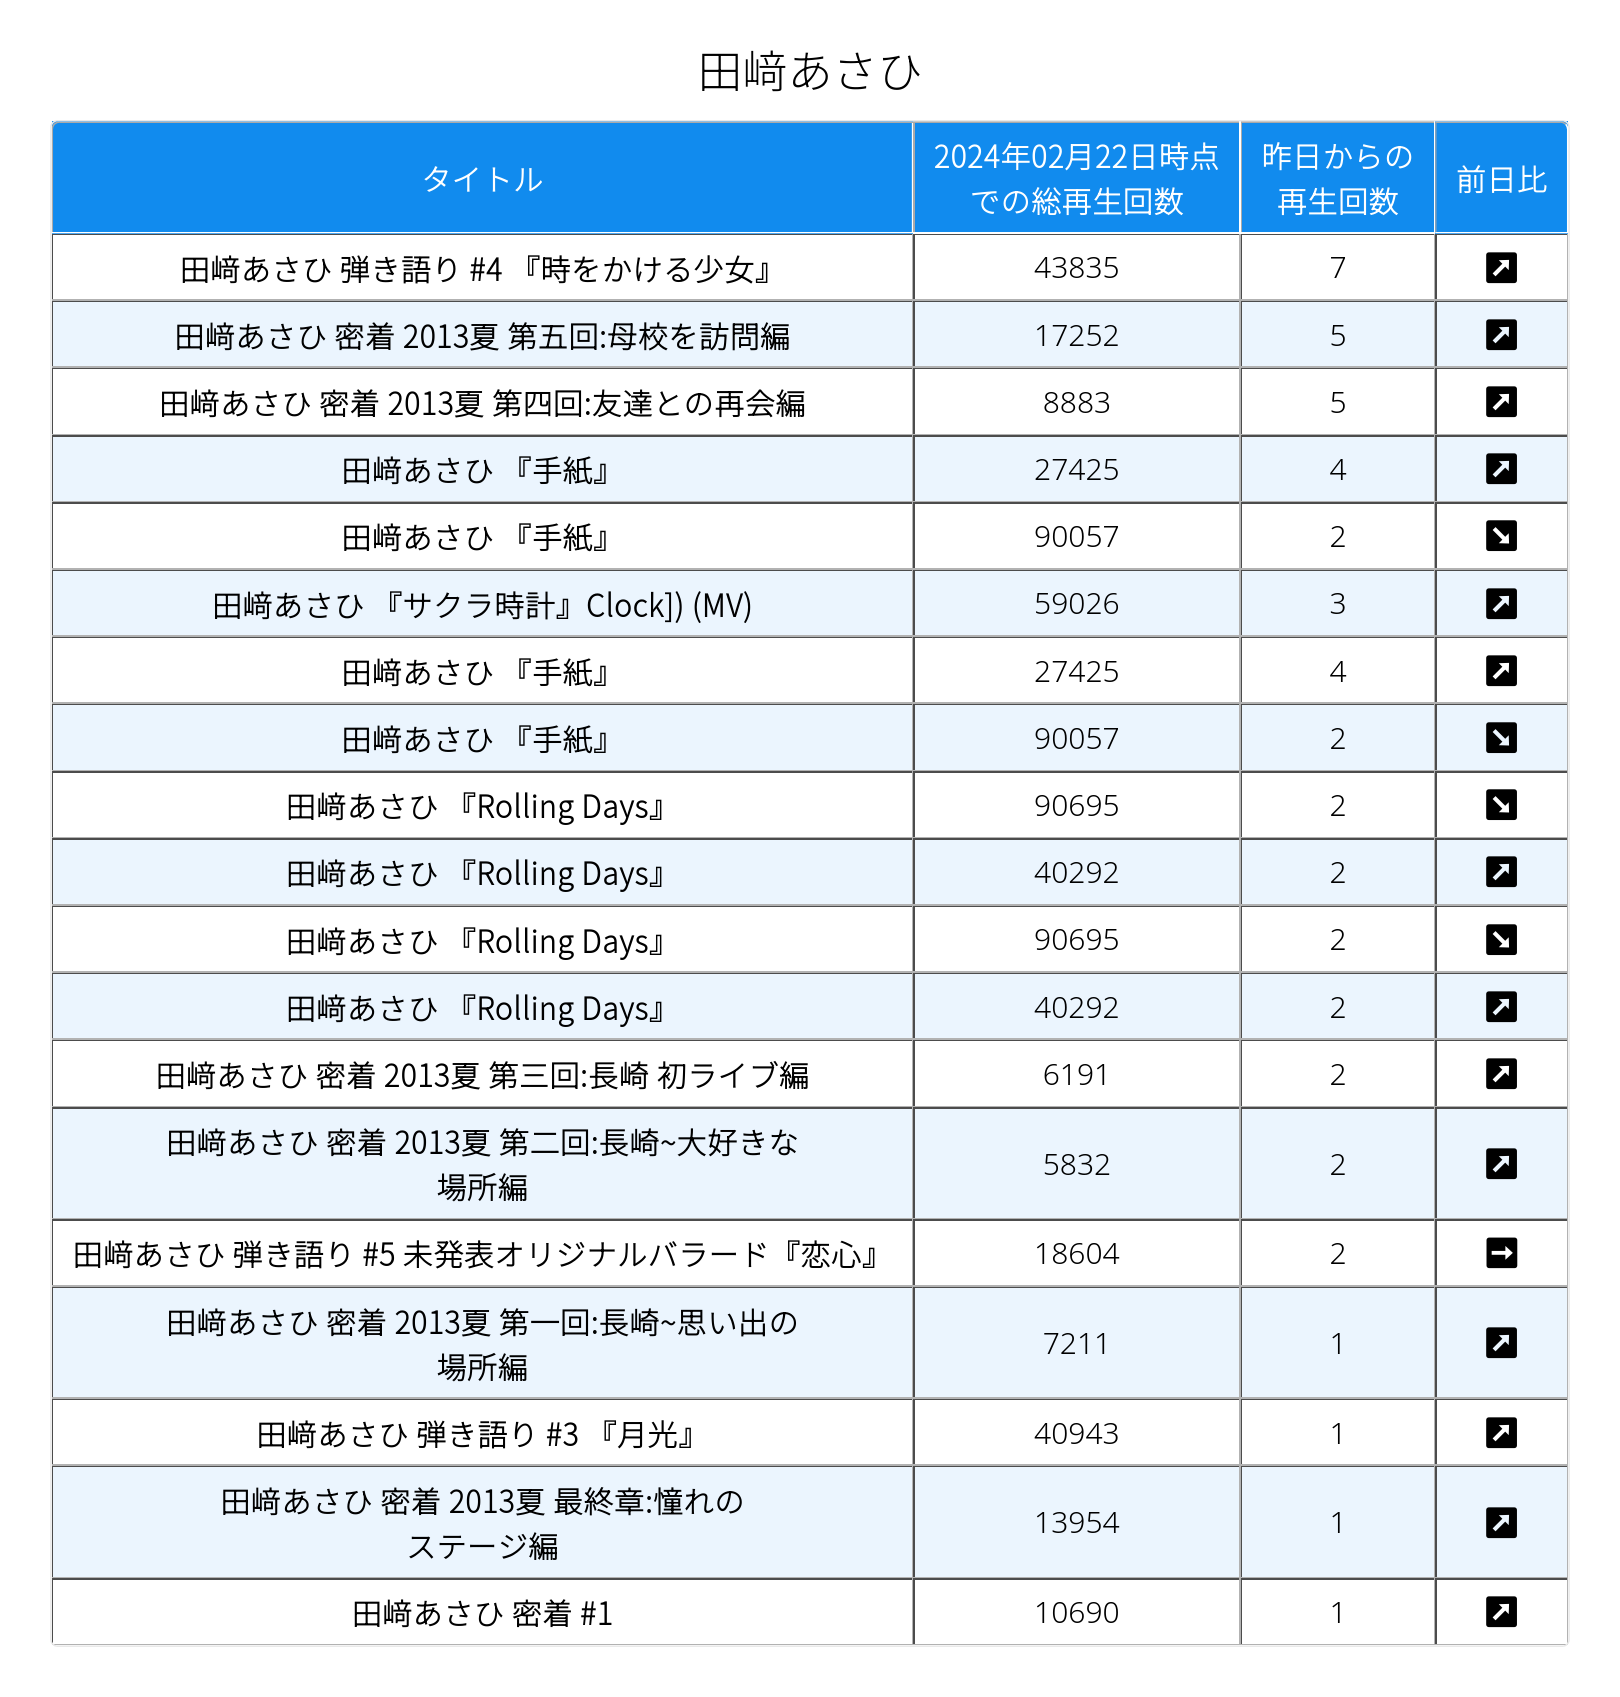 田﨑あさひ
タイトル
2024年02月22日時点
での総再生回数
昨日からの
再生回数
前日比
田﨑あさひ 弾き語り #4 『時をかける少女』 43835 7
田﨑あさひ 密着 2013夏 第五回:母校を訪問編 17252 5
田﨑あさひ 密着 2013夏 第四回:友達との再会編 8883 5
田﨑あさひ 『手紙』 27425 4
田﨑あさひ 『手紙』 90057 2
田﨑あさひ 『サクラ時計』Clock]) (MV) 59026 3
田﨑あさひ 『手紙』 27425 4
田﨑あさひ 『手紙』 90057 2
田﨑あさひ 『Rolling Days』 90695 2
田﨑あさひ 『Rolling Days』 40292 2
田﨑あさひ 『Rolling Days』 90695 2
田﨑あさひ 『Rolling Days』 40292 2
田﨑あさひ 密着 2013夏 第三回:長崎 初ライブ編 6191 2
田﨑あさひ 密着 2013夏 第二回:長崎~大好きな
場所編 5832 2
田﨑あさひ 弾き語り #5 未発表オリジナルバラード『恋心』 18604 2
田﨑あさひ 密着 2013夏 第一回:長崎~思い出の
場所編 7211 1
田﨑あさひ 弾き語り #3 『月光』 40943 1
田﨑あさひ 密着 2013夏 最終章:憧れの
ステージ編 13954 1
田﨑あさひ 密着 #1 10690 1